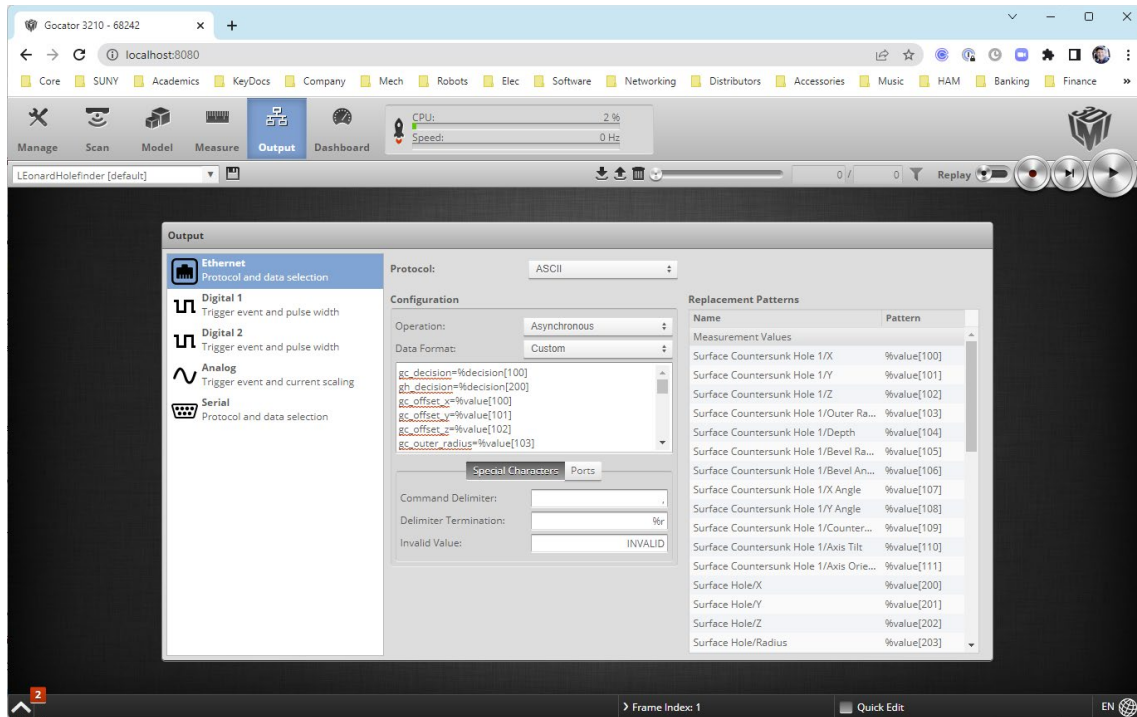 Gocator 3210 - 68242
localhost:8080
Core SUNY Academics KeyDocs Company Mech Robots Elec Software Networking Distributors Accessories Music HAM Banking Finance »
Manage Scan Model Measure Output Dashboard
CPU: 2 %
Speed: 0 Hz
LEonardHolefinder [default]
0 / 0 Replay
Output
Ethernet
Protocol and data selection
Digital 1
Trigger event and pulse width
Digital 2
Trigger event and pulse width
Analog
Trigger event and current scaling
Serial
Protocol and data selection
Protocol: ASCII
Configuration
Operation: Asynchronous
Data Format: Custom
gc_decision=%decision[100]
gh_decision=%decision[200]
gc_offset_x=%value[100]
gc_offset_y=%value[101]
gc_offset_z=%value[102]
gc_outer_radius=%value[103]
Special Characters Ports
Command Delimiter: ,
Delimiter Termination: %r
Invalid Value: INVALID
Replacement Patterns
Name Pattern
Measurement Values
Surface Countersunk Hole 1/X %value[100]
Surface Countersunk Hole 1/Y %value[101]
Surface Countersunk Hole 1/Z %value[102]
Surface Countersunk Hole 1/Outer Ra... %value[103]
Surface Countersunk Hole 1/Depth %value[104]
Surface Countersunk Hole 1/Bevel Ra... %value[105]
Surface Countersunk Hole 1/Bevel An... %value[106]
Surface Countersunk Hole 1/X Angle %value[107]
Surface Countersunk Hole 1/Y Angle %value[108]
Surface Countersunk Hole 1/Counter... %value[109]
Surface Countersunk Hole 1/Axis Tilt %value[110]
Surface Countersunk Hole 1/Axis Orie... %value[111]
Surface Hole/X %value[200]
Surface Hole/Y %value[201]
Surface Hole/Z %value[202]
Surface Hole/Radius %value[203]
2
Frame Index: 1
Quick Edit
EN